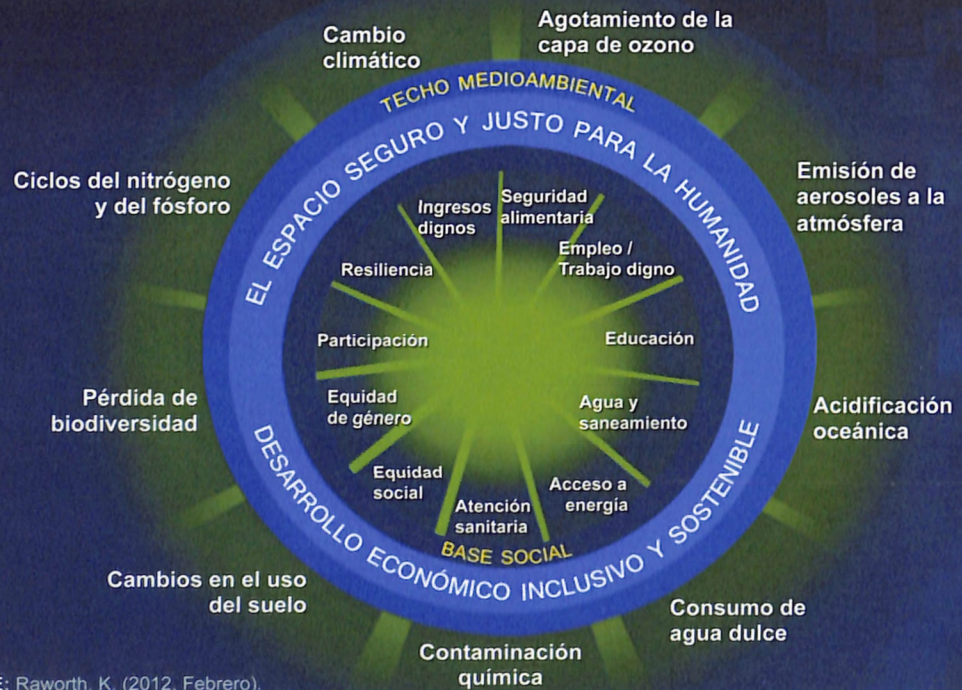 Cambio
climático
Agotamiento de la
capa de ozono
Emisión de
aerosoles a la
atmósfera
Acidificación
oceánica
Consumo de
agua dulce
Contaminación
química
Cambios en el uso
del suelo
Pérdida de
biodiversidad
Ciclos del nitrógeno
y del fósforo
TECHO MEDIOAMBIENTAL
EL ESPACIO SEGURO Y JUSTO PARA LA HUMANIDAD
Ingresos
dignos
Seguridad
alimentaria
Empleo /
Trabajo digno
Educación
Agua y
saneamiento
Acceso a
energía
Atención
sanitaria
Equidad
social
Equidad
de género
Participación
Resiliencia
BASE SOCIAL
DESARROLLO ECONÓMICO INCLUSIVO Y SOSTENIBLE
: Raworth, K. (2012, Febrero).